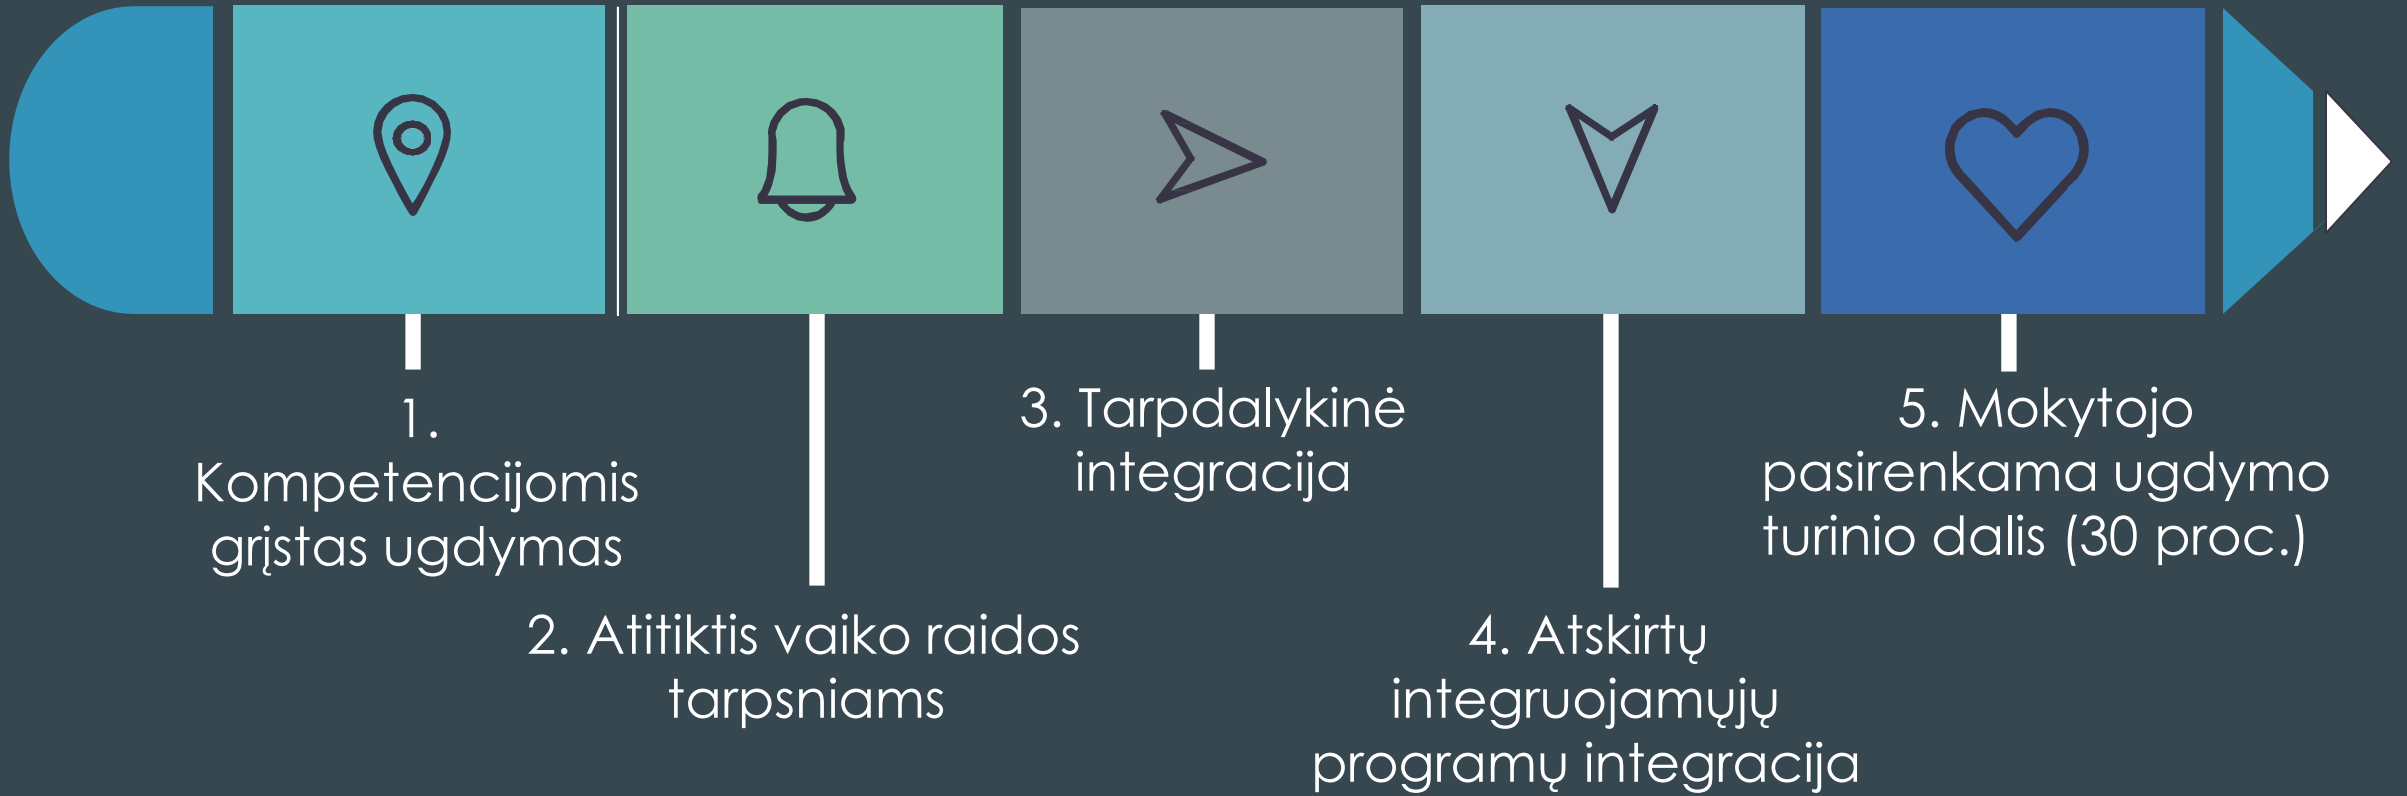 1.
Kompetencijomis
grįstas ugdymas
2. Atitiktis vaiko raidos
tarpsniams
3. Tarpdalykinė
integracija
4. Atskirtų
integruojamųjų
programų integracija
5. Mokytojo
pasirenkama ugdymo
turinio dalis (30 proc.)